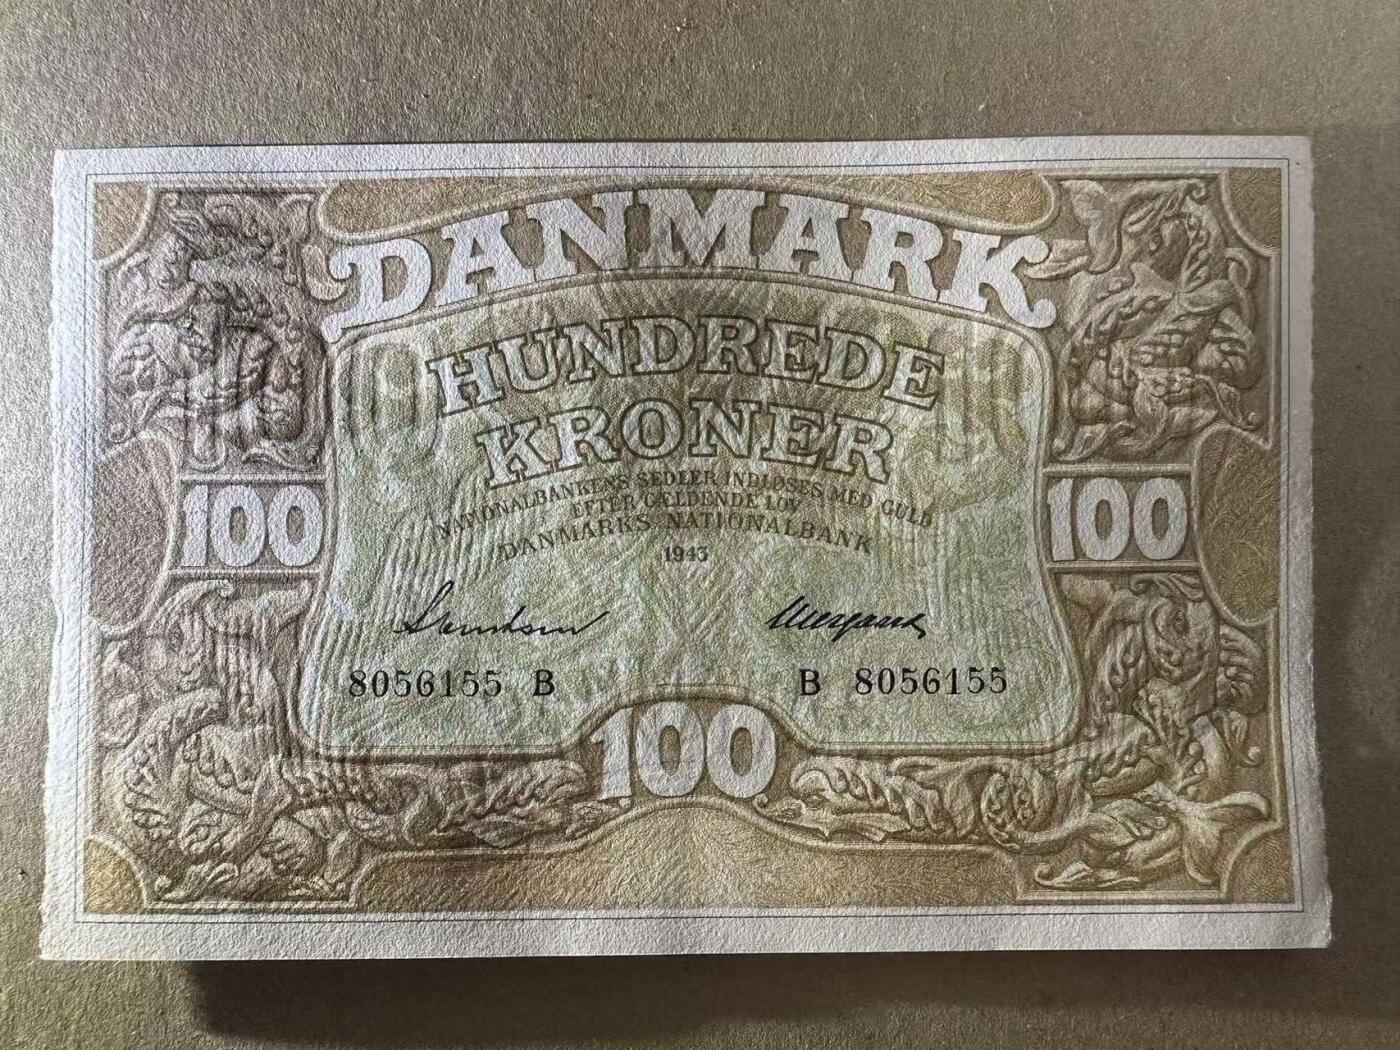 DANMARK
HUNDREDE
KRONER
NATIONALBANKENS SEDLER INDLØSES MED GULD
EFTER GÆLDENDE LOV
DANMARKS NATIONALBANK
1943
100 100
8056155 B B 8056155
100